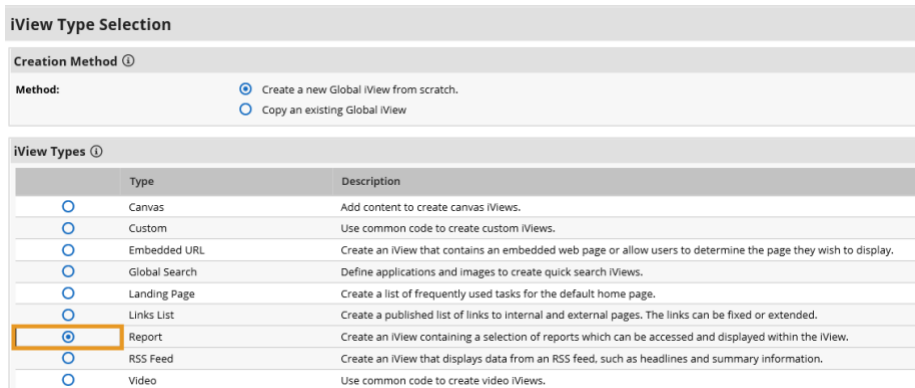 iView Type Selection
Creation Method
Method:
Create a new Global iView from scratch.
Copy an existing Global iView
iView Types
Type Description
Canvas Add content to create canvas iViews.
Custom Use common code to create custom iViews.
Embedded URL Create an iView that contains an embedded web page or allow users to determine the page they wish to display.
Global Search Define applications and images to create quick search iViews.
Landing Page Create a list of frequently used tasks for the default home page.
Links List Create a published list of links to internal and external pages. The links can be fixed or extended.
Report Create an iView containing a selection of reports which can be accessed and displayed within the iView.
RSS Feed Create an iView that displays data from an RSS feed, such as headlines and summary information.
Video Use common code to create video iViews.